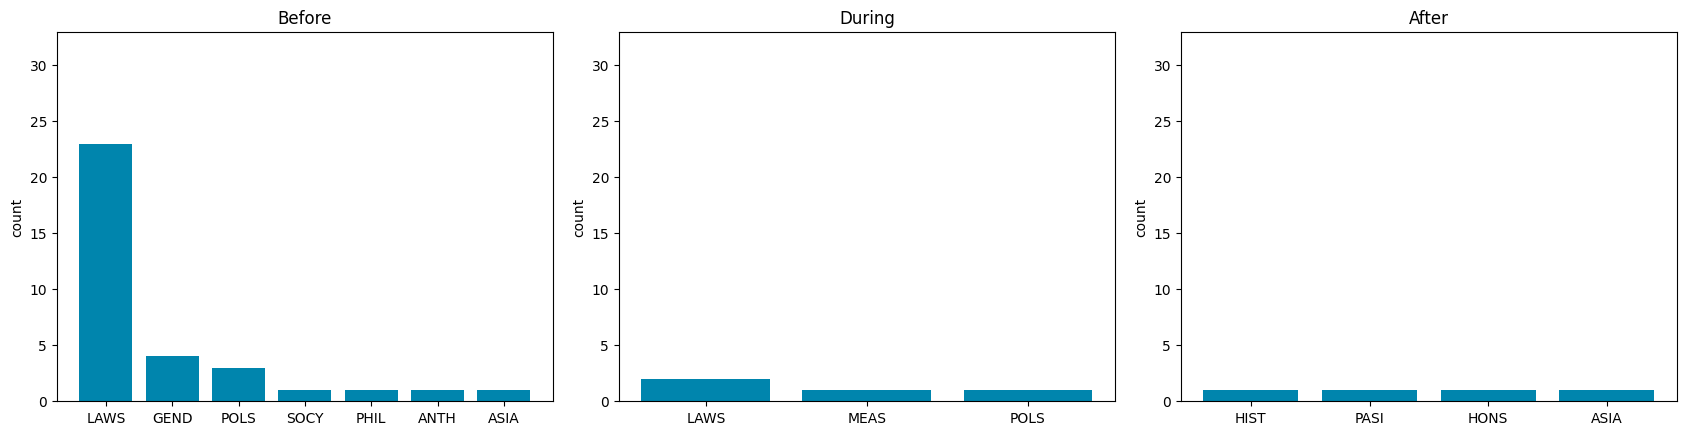 Before
count
30
25
20
15
10
5
0
LAWS GEND POLS SOCY PHIL ANTH ASIA
During
count
30
25
20
15
10
5
0
LAWS MEAS POLS
After
count
30
25
20
15
10
5
0
HIST PASI HONS ASIA